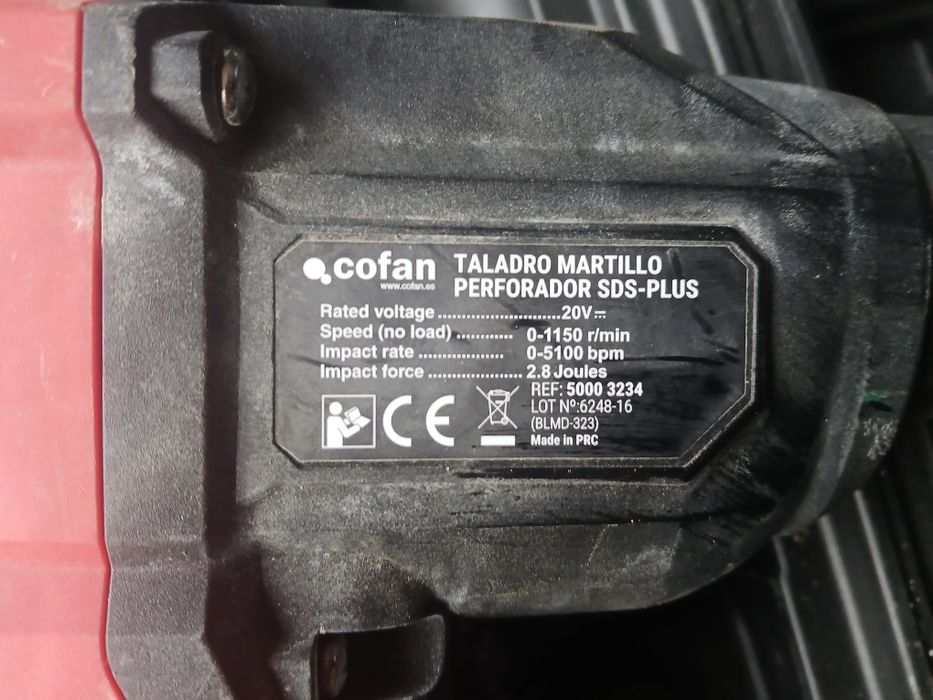 cofan
www.cofan.es
TALADRO MARTILLO
PERFORADOR SDS-PLUS
Rated voltage ............................20V
Speed (no load) ............ 0-1150 r/min
Impact rate .................. 0-5100 bpm
Impact force ..................... 2.8 Joules
REF: 5000 3234
LOT Nº:6248-16
(BLMD-323)
CE
Made in PRC